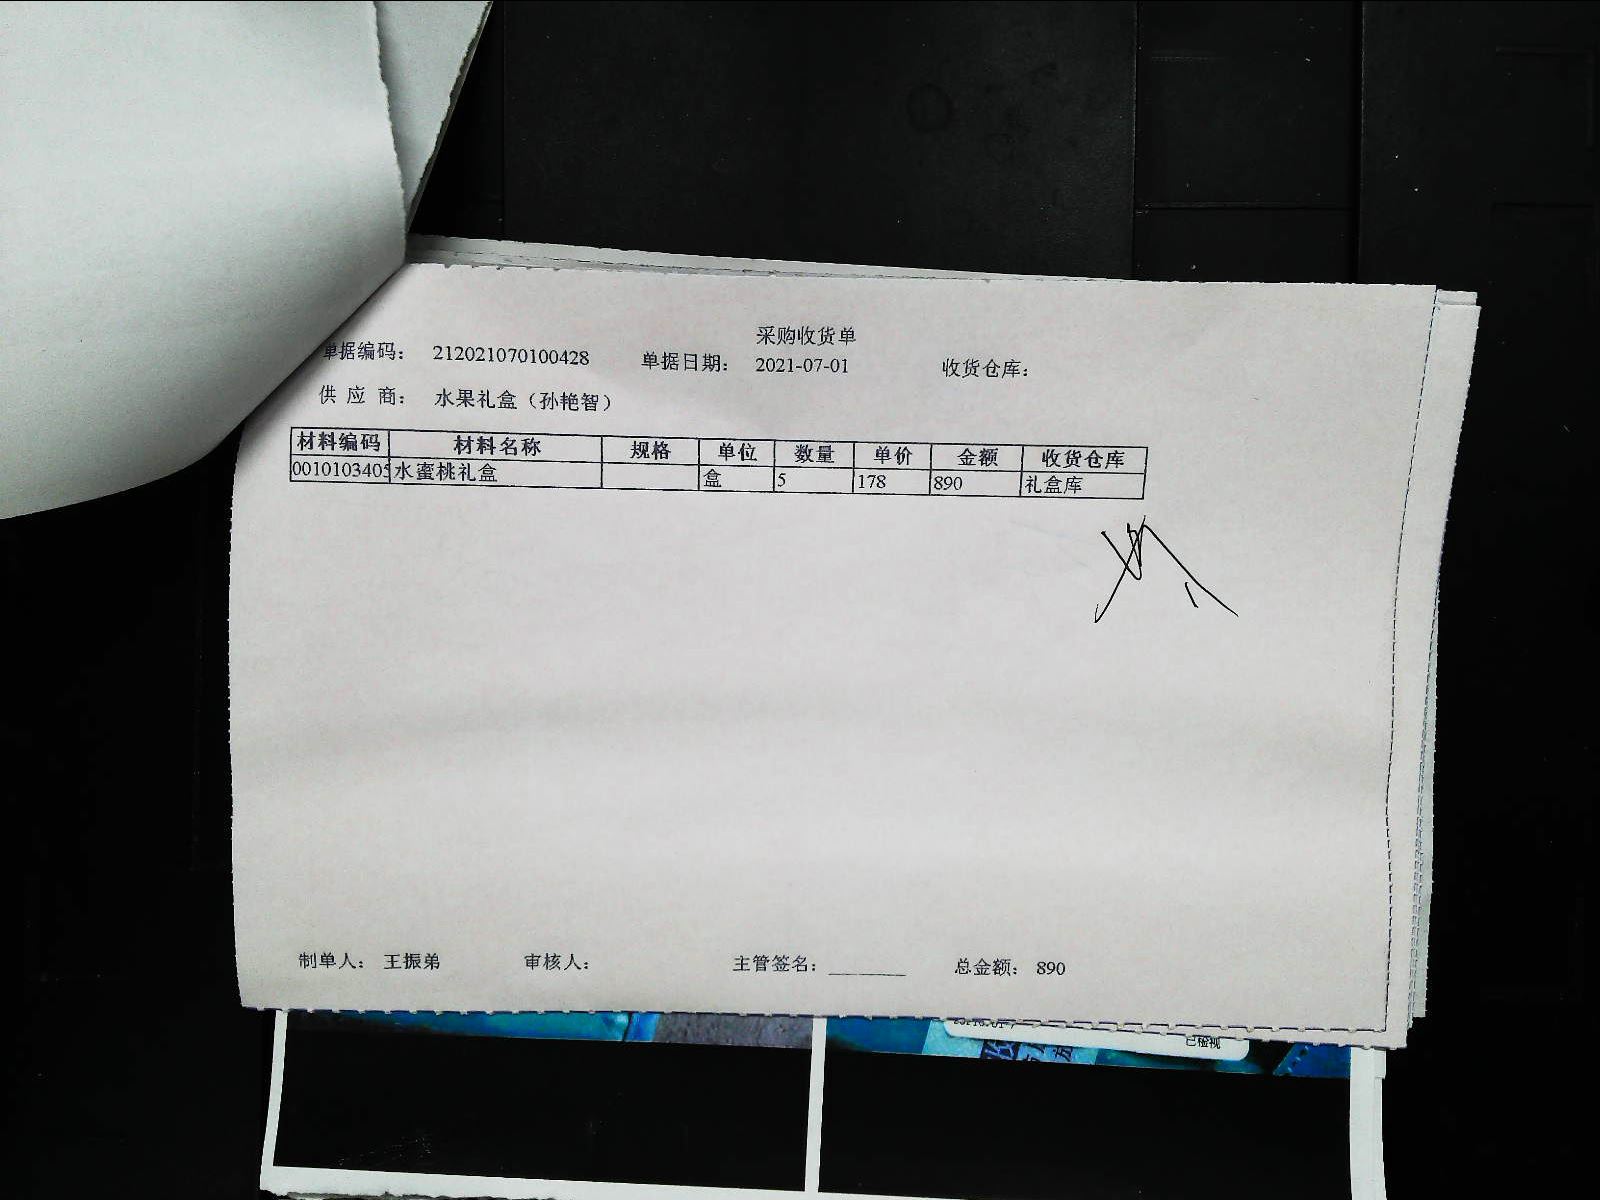 采购收货单
单据编码： 212021070100428 单据日期： 2021-07-01 收货仓库：
供 应 商： 水果礼盒（孙艳智）
材料编码 材料名称 规格 单位 数量 单价 金额 收货仓库
0010103405 水蜜桃礼盒 盒 5 178 890 礼盒库
制单人： 王振弟 审核人： 主管签名： ________ 总金额： 890
已检视